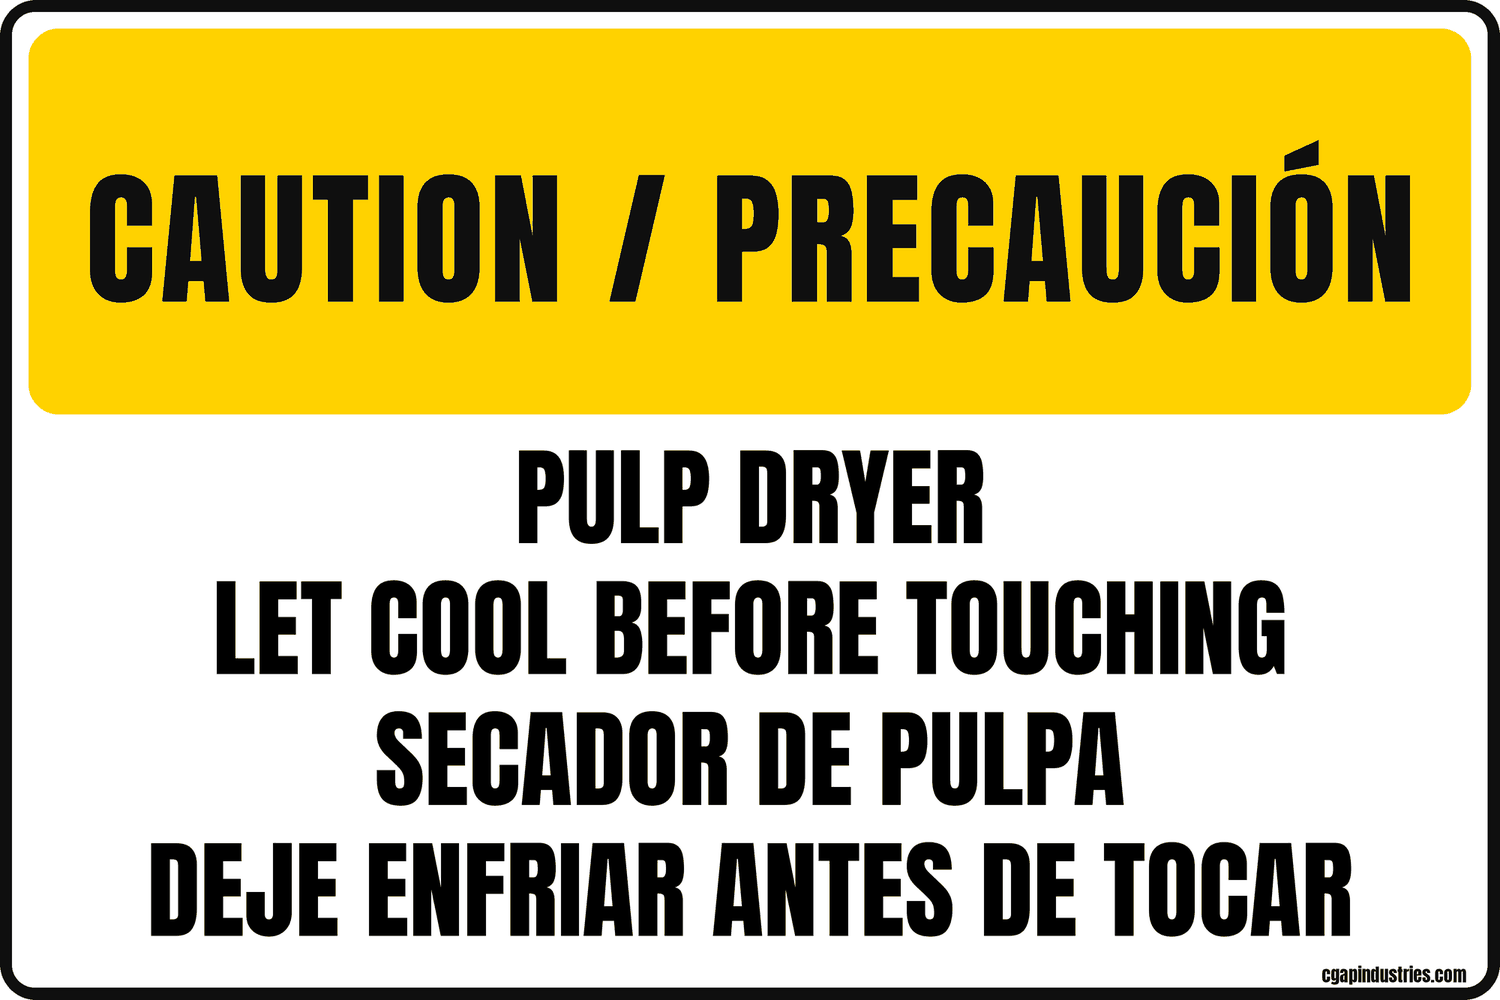 CAUTION / PRECAUCIÓN
PULP DRYER
LET COOL BEFORE TOUCHING
SECADOR DE PULPA
DEJE ENFRIAR ANTES DE TOCAR
cgapindustries.com